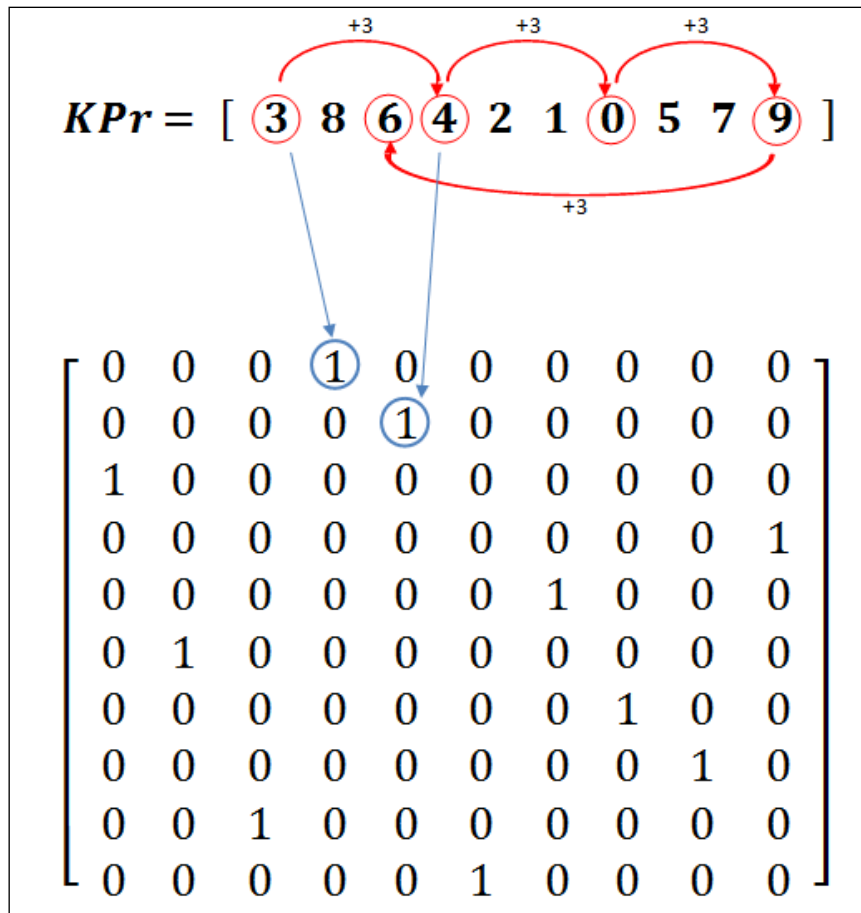 +3 +3 +3
KPr = [ 3 8 6 4 2 1 0 5 7 9 ]
+3
0 0 0 1 0 0 0 0 0 0
0 0 0 0 1 0 0 0 0 0
1 0 0 0 0 0 0 0 0 0
0 0 0 0 0 0 0 0 0 1
0 0 0 0 0 0 1 0 0 0
0 1 0 0 0 0 0 0 0 0
0 0 0 0 0 0 0 1 0 0
0 0 0 0 0 0 0 0 1 0
0 0 1 0 0 0 0 0 0 0
0 0 0 0 0 1 0 0 0 0